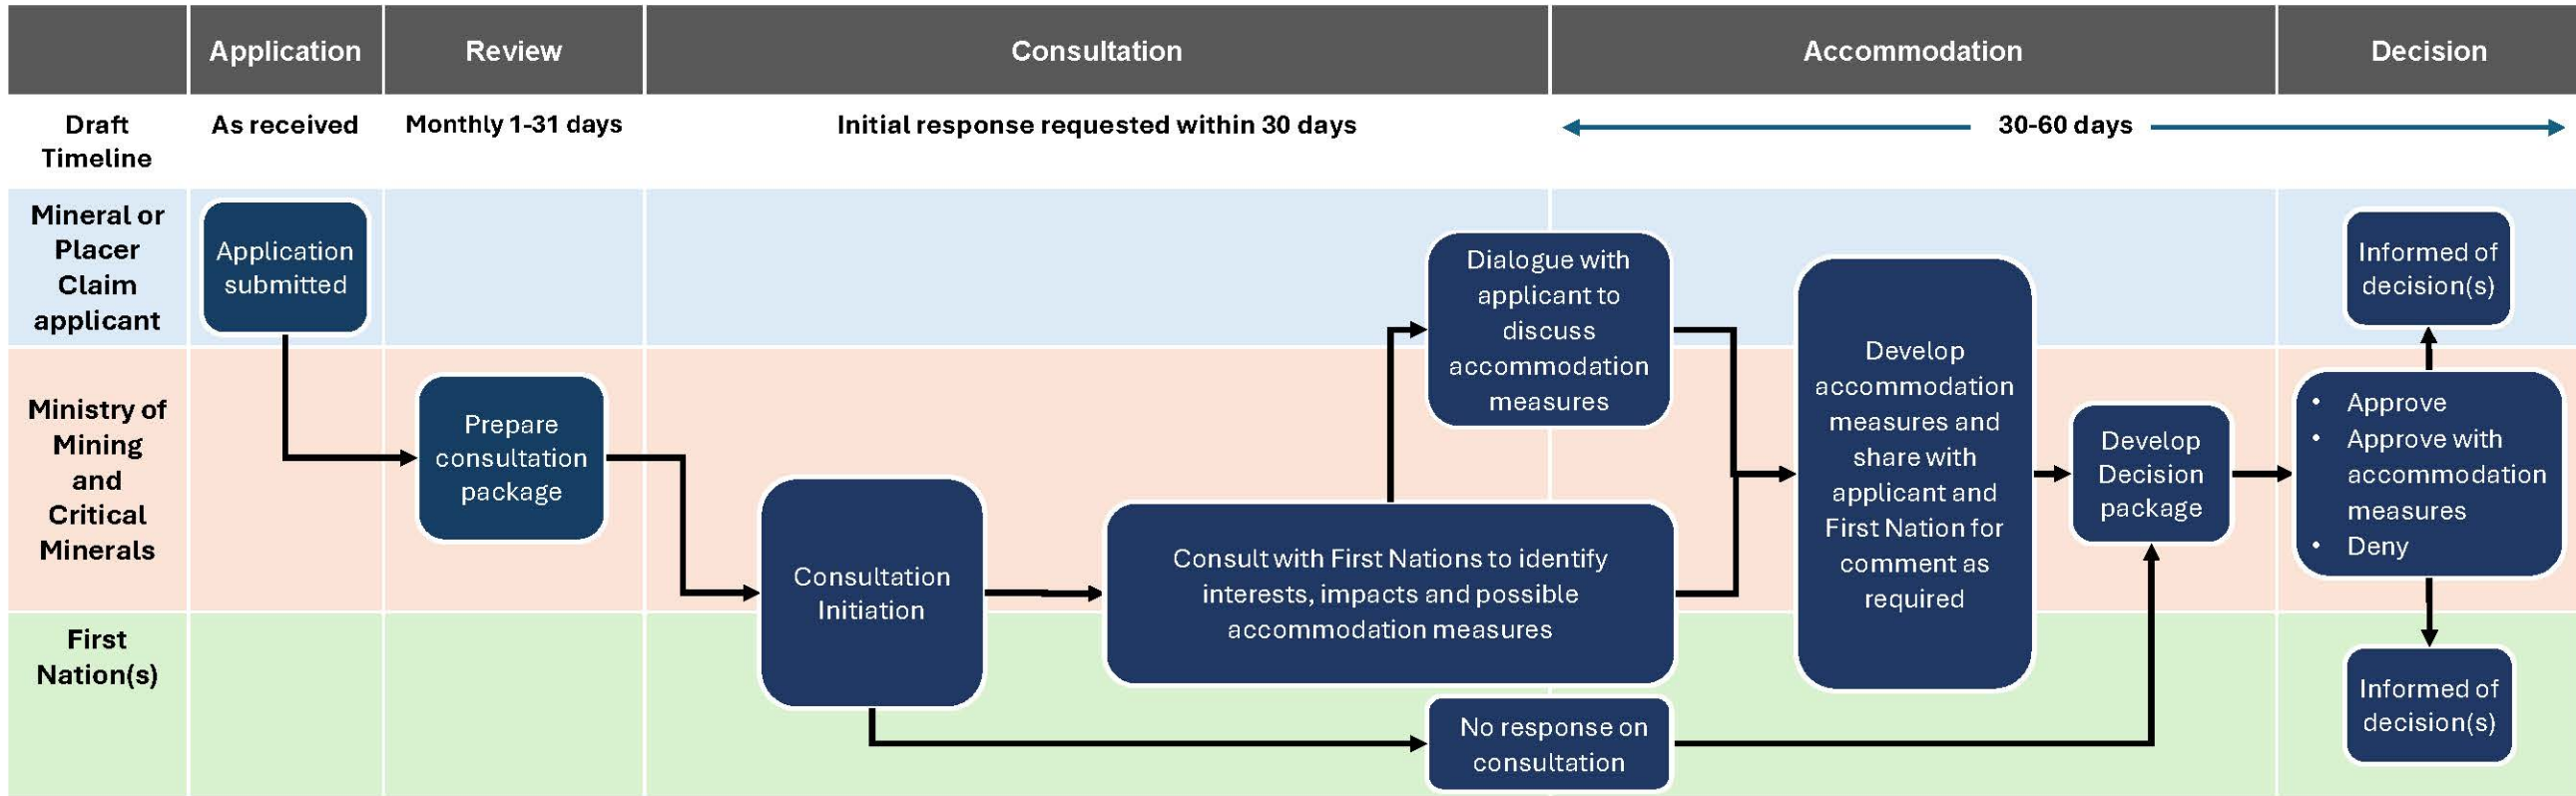 Application
Review
Consultation
Accommodation
Decision
Draft
Timeline
As received
Monthly 1-31 days
Initial response requested within 30 days
30-60 days
Mineral or
Placer
Claim
applicant
Application
submitted
Dialogue with
applicant to
discuss
accommodation
measures
Informed of
decision(s)
Ministry of
Mining
and
Critical
Minerals
Prepare
consultation
package
Consultation
Initiation
Consult with First Nations to identify
interests, impacts and possible
accommodation measures
Develop
accommodation
measures and
share with
applicant and
First Nation for
comment as
required
Develop
Decision
package
• Approve
• Approve with
accommodation
measures
• Deny
First
Nation(s)
No response on
consultation
Informed of
decision(s)